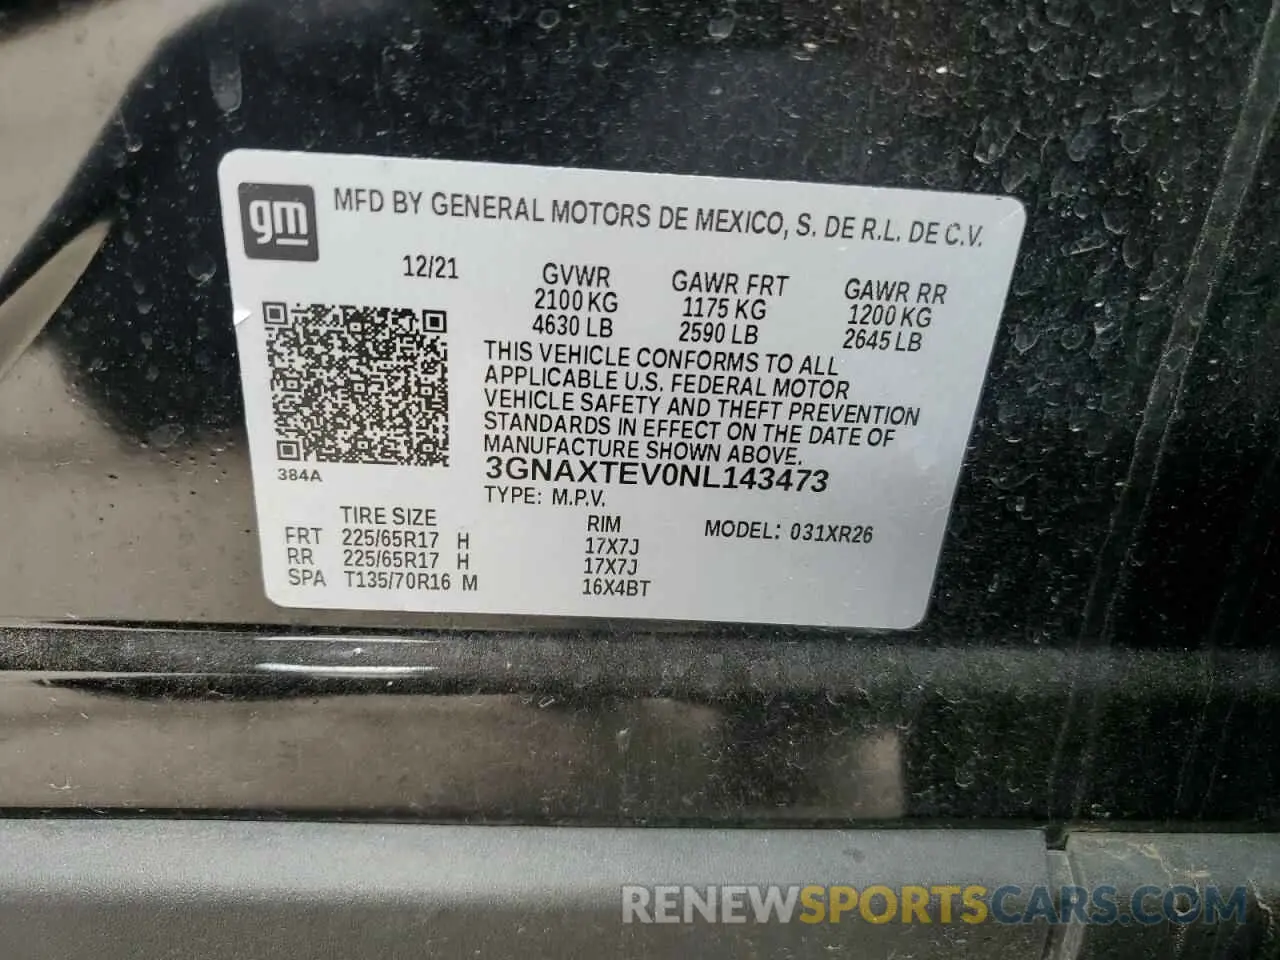 gm
MFD BY GENERAL MOTORS DE MEXICO, S. DE R.L. DE C.V.
12/21
GVWR GAWR FRT GAWR RR
2100 KG 1175 KG 1200 KG
4630 LB 2590 LB 2645 LB
THIS VEHICLE CONFORMS TO ALL
APPLICABLE U.S. FEDERAL MOTOR
VEHICLE SAFETY AND THEFT PREVENTION
STANDARDS IN EFFECT ON THE DATE OF
MANUFACTURE SHOWN ABOVE.
384A
3GNAXTEV0NL143473
TYPE: M.P.V.
TIRE SIZE RIM MODEL: 031XR26
FRT 225/65R17 H 17X7J
RR 225/65R17 H 17X7J
SPA T135/70R16 M 16X4BT
RENEWSPORTSCARS.COM